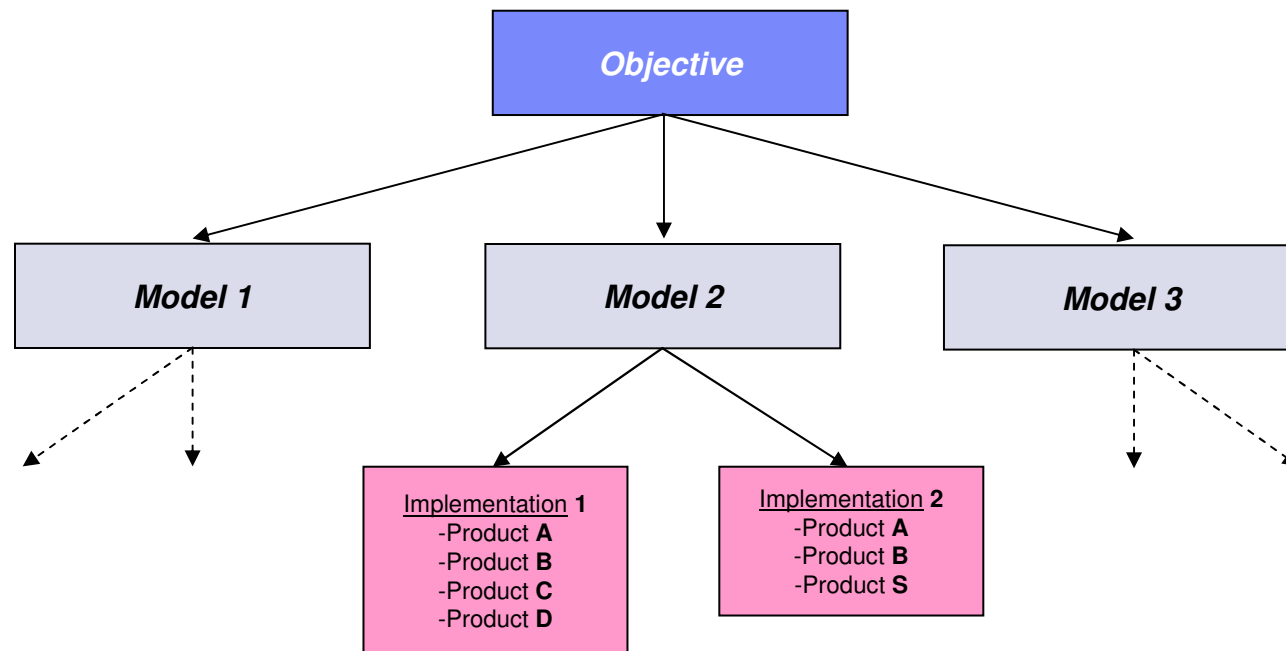 Objective
Model 1
Model 2
Model 3
Implementation 1
-Product A
-Product B
-Product C
-Product D
Implementation 2
-Product A
-Product B
-Product S